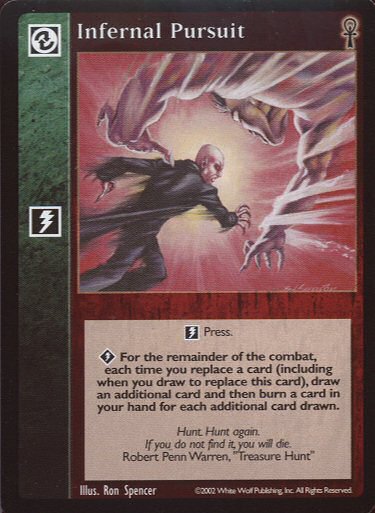 Infernal Pursuit
Press.
For the remainder of the combat,
each time you replace a card (including
when you draw to replace this card), draw
an additional card and then burn a card in
your hand for each additional card drawn.
Hunt. Hunt again.
If you do not find it, you will die.
Robert Penn Warren, "Treasure Hunt"
Illus. Ron Spencer
©2002 White Wolf Publishing, Inc. All Rights Reserved.